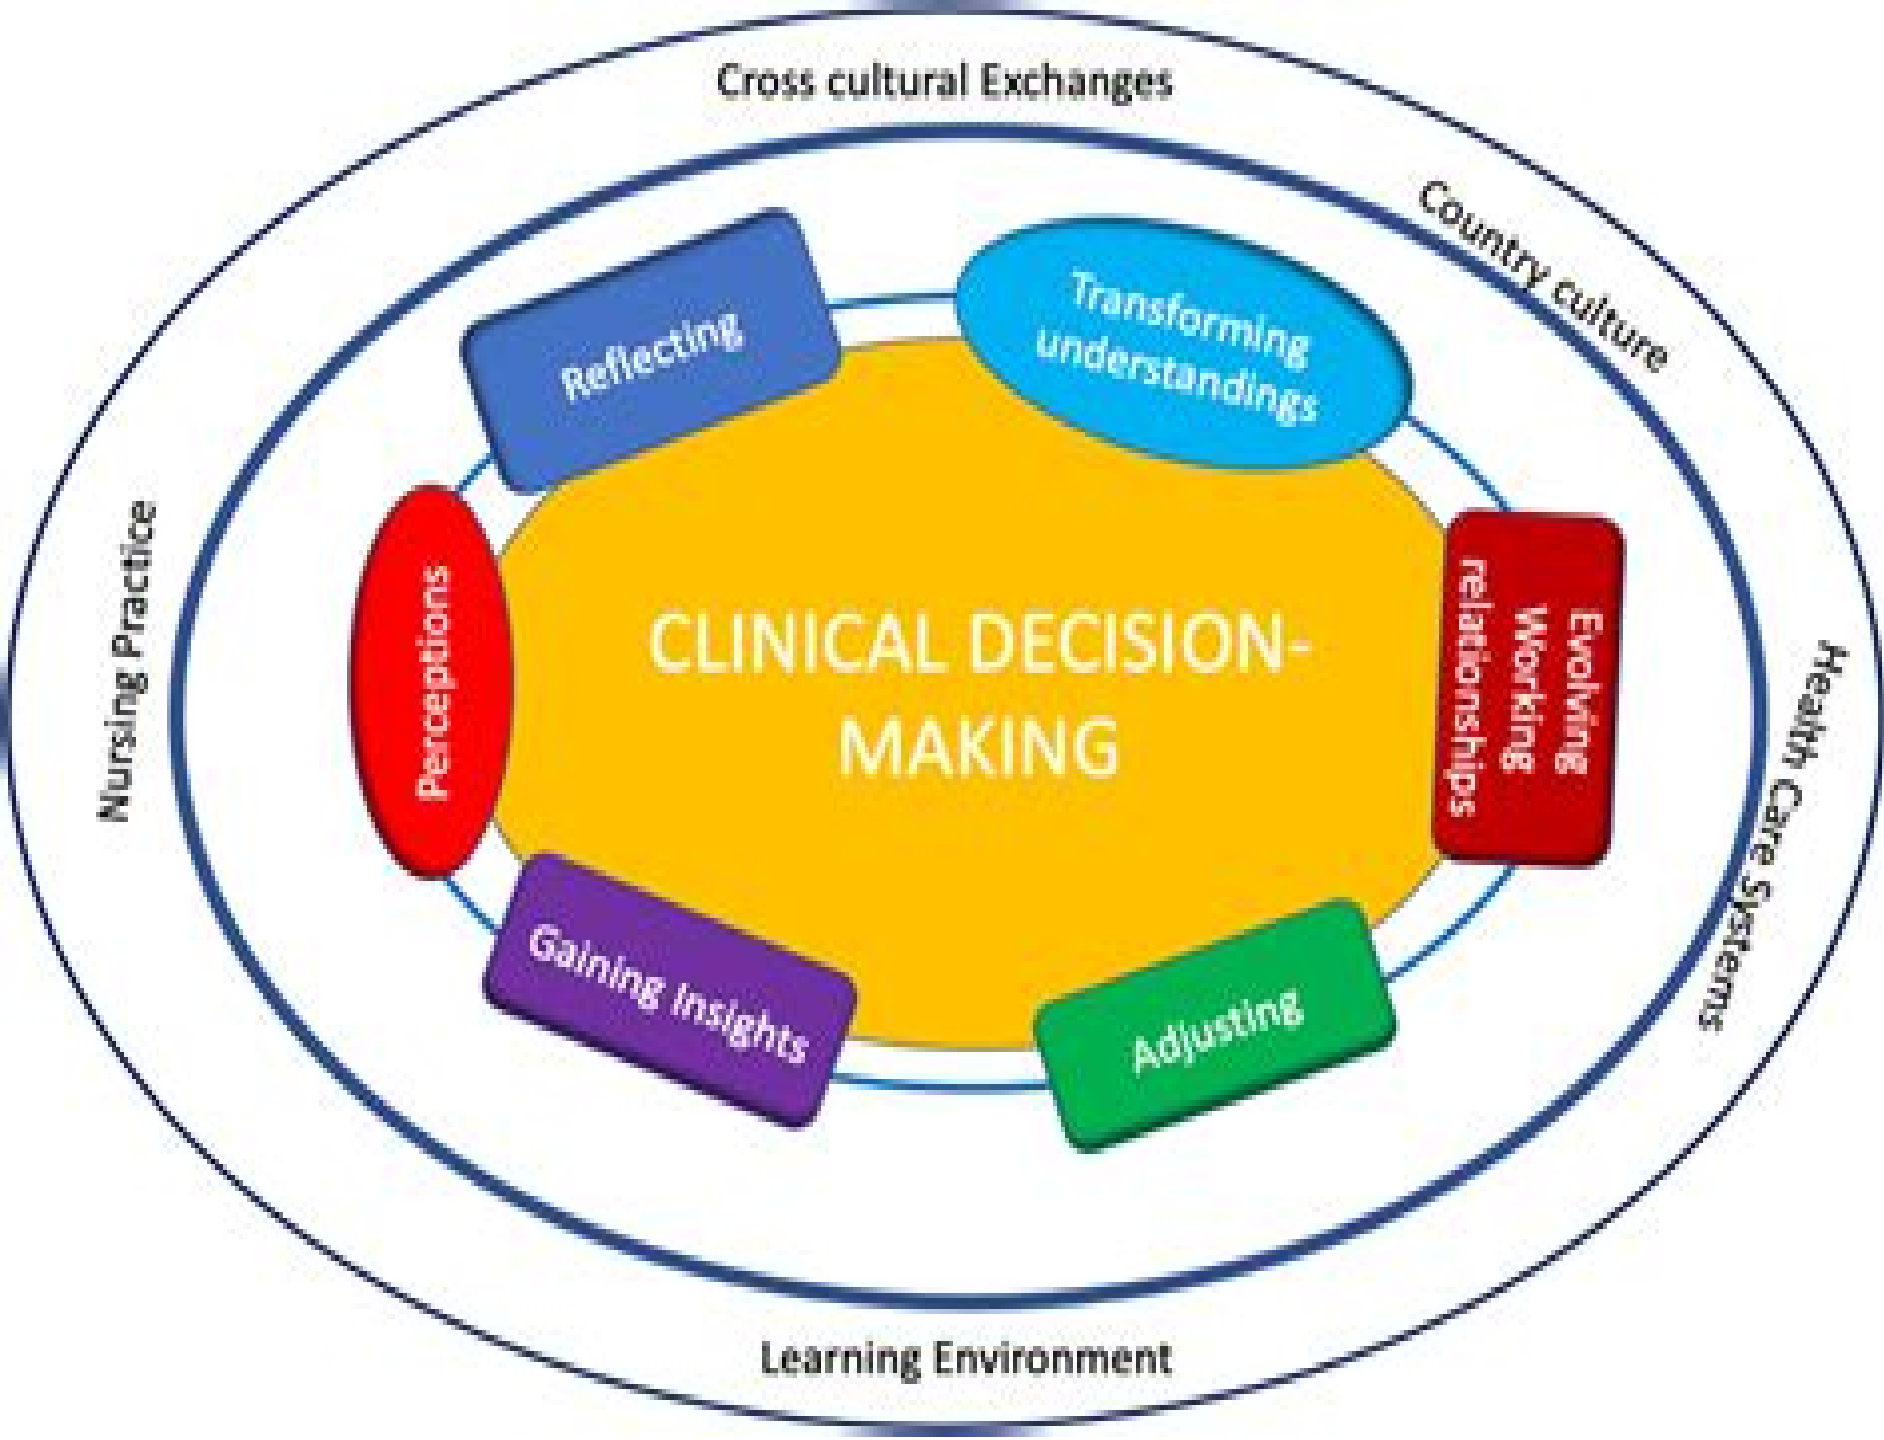 Cross cultural Exchanges
Country culture
Reflecting
Transforming
understandings
Nursing Practice
Perceptions
CLINICAL DECISION-
MAKING
Evolving
Working
relationships
Health Care Systems
Gaining Insights
Adjusting
Learning Environment